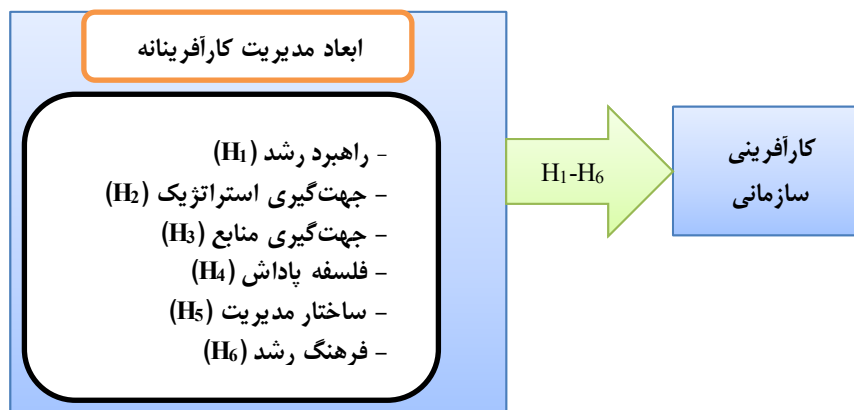 ابعاد مدیریت کارآفرینانه
- راهبرد رشد (H1)
- جهت‌گیری استراتژیک (H2)
- جهت‌گیری منابع (H3)
- فلسفه پاداش (H4)
- ساختار مدیریت (H5)
- فرهنگ رشد (H6)
H1-H6
کارآفرینی
سازمانی